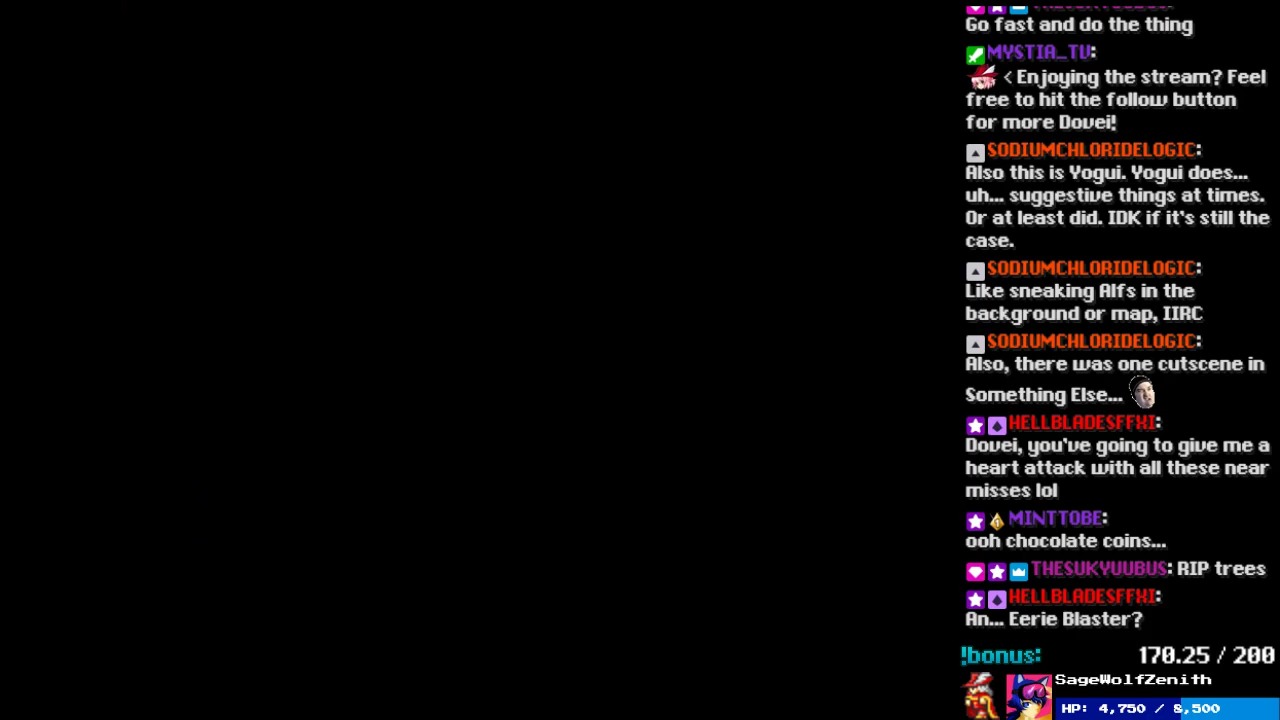 Go fast and do the thing
MYSTIA_TV:
< Enjoying the stream? Feel
free to hit the follow button
for more Dovei!
SODIUMCHLORIDELOGIC:
Also this is Yogui. Yogui does...
uh... suggestive things at times.
Or at least did. IDK if it's still the
case.
SODIUMCHLORIDELOGIC:
Like sneaking Alfs in the
background or map, IIRC
SODIUMCHLORIDELOGIC:
Also, there was one cutscene in
Something Else...
HELLBLADESFFXI:
Dovei, you've going to give me a
heart attack with all these near
misses lol
MINTTOBE:
ooh chocolate coins...
THESUKYUUBUS: RIP trees
HELLBLADESFFXI:
An... Eerie Blaster?
!bonus: 170.25 / 200
SageWolfZenith
HP: 4,750 / 8,500